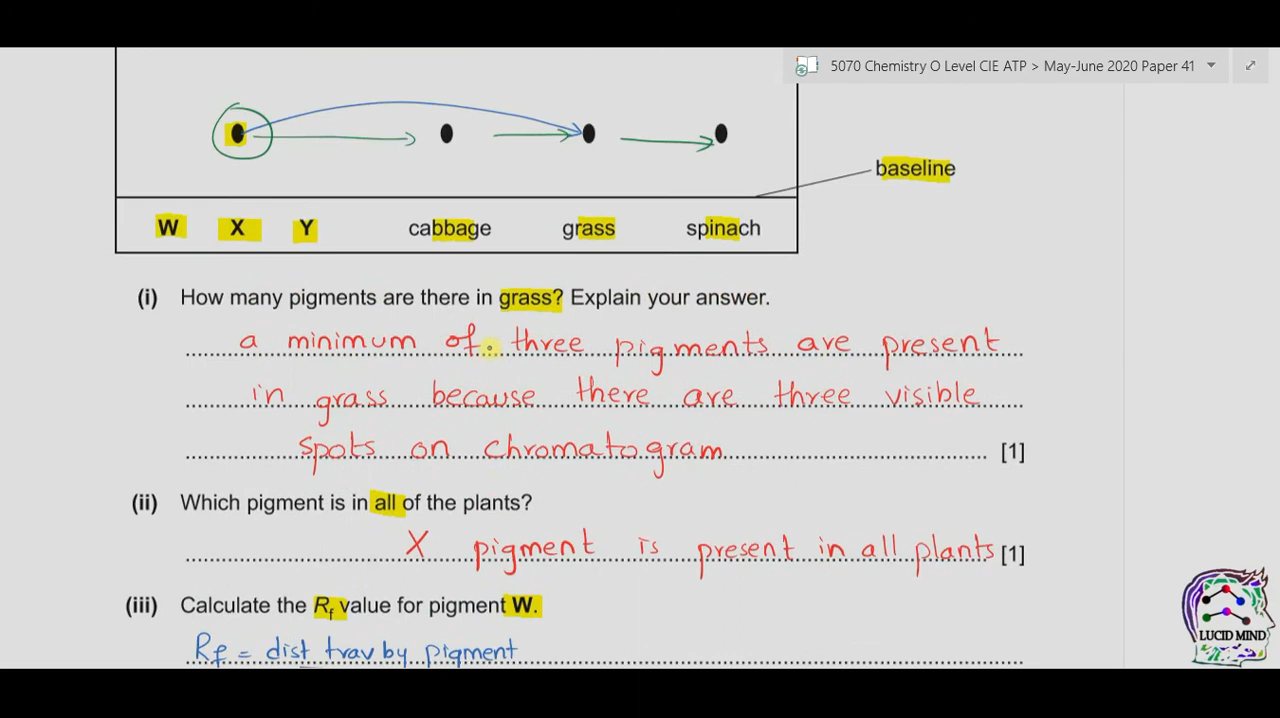 5070 Chemistry O Level CIE ATP > May-June 2020 Paper 41
baseline
W X Y cabbage grass spinach
(i) How many pigments are there in grass? Explain your answer.
a minimum of three pigments are present
in grass because there are three visible
spots on chromatogram [1]
(ii) Which pigment is in all of the plants?
X pigment is present in all plants [1]
(iii) Calculate the Rf value for pigment W.
Rf = dist trav by pigment
LUCID MIND